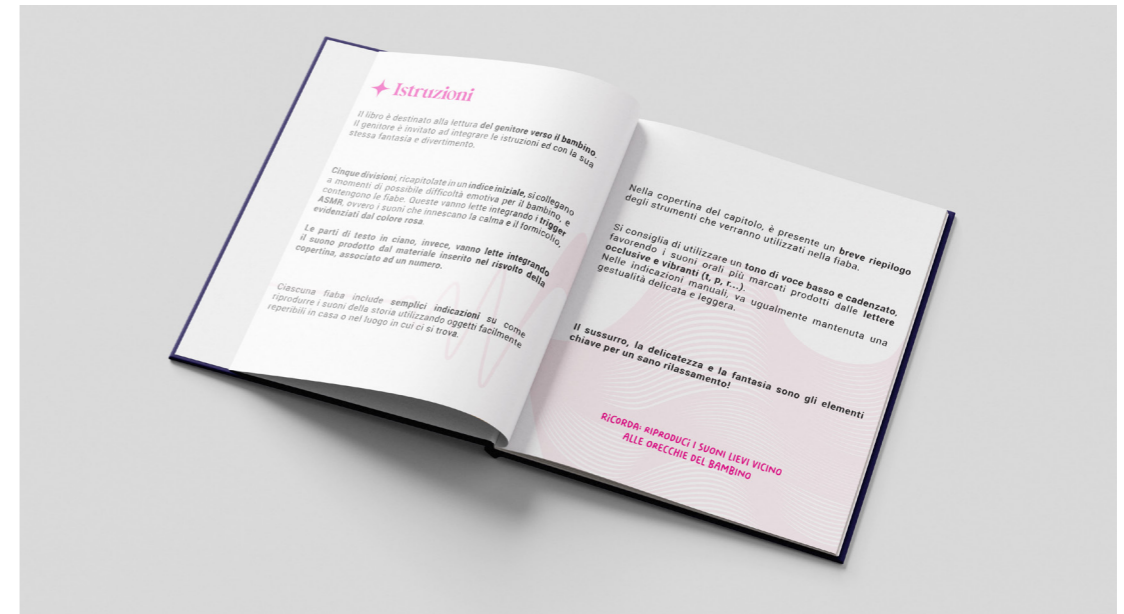 Istruzioni
Il libro è destinato alla lettura del genitore verso il bambino.
Il genitore è invitato ad integrare le istruzioni ed con la sua
stessa fantasia e divertimento.
Cinque divisioni, ricapitolate in un indice iniziale, si collegano
a momenti di possibile difficoltà emotiva per il bambino, e
contengono le fiabe. Queste vanno lette integrando i trigger
ASMR, ovvero i suoni che innescano la calma e il formicolio,
evidenziati dal colore rosa.
Le parti di testo in ciano, invece, vanno lette integrando
il suono prodotto dal materiale inserito nel risvolto della
copertina, associato ad un numero.
Ciascuna fiaba include semplici indicazioni su come
riprodurre i suoni della storia utilizzando oggetti facilmente
reperibili in casa o nel luogo in cui ci si trova.
Nella copertina del capitolo, è presente un breve riepilogo
degli strumenti che verranno utilizzati nella fiaba.
Si consiglia di utilizzare un tono di voce basso e cadenzato,
favorendo i suoni orali più marcati prodotti dalle lettere
occlusive e vibranti (t, p, r...).
Nelle indicazioni manuali, va ugualmente mantenuta una
gestualità delicata e leggera.
Il sussurro, la delicatezza e la fantasia sono gli elementi
chiave per un sano rilassamento!
RiCORDA: RIPRODUCi I SUONI LIEVI VICINO
ALLE ORECCHIE DEL BAMBINO